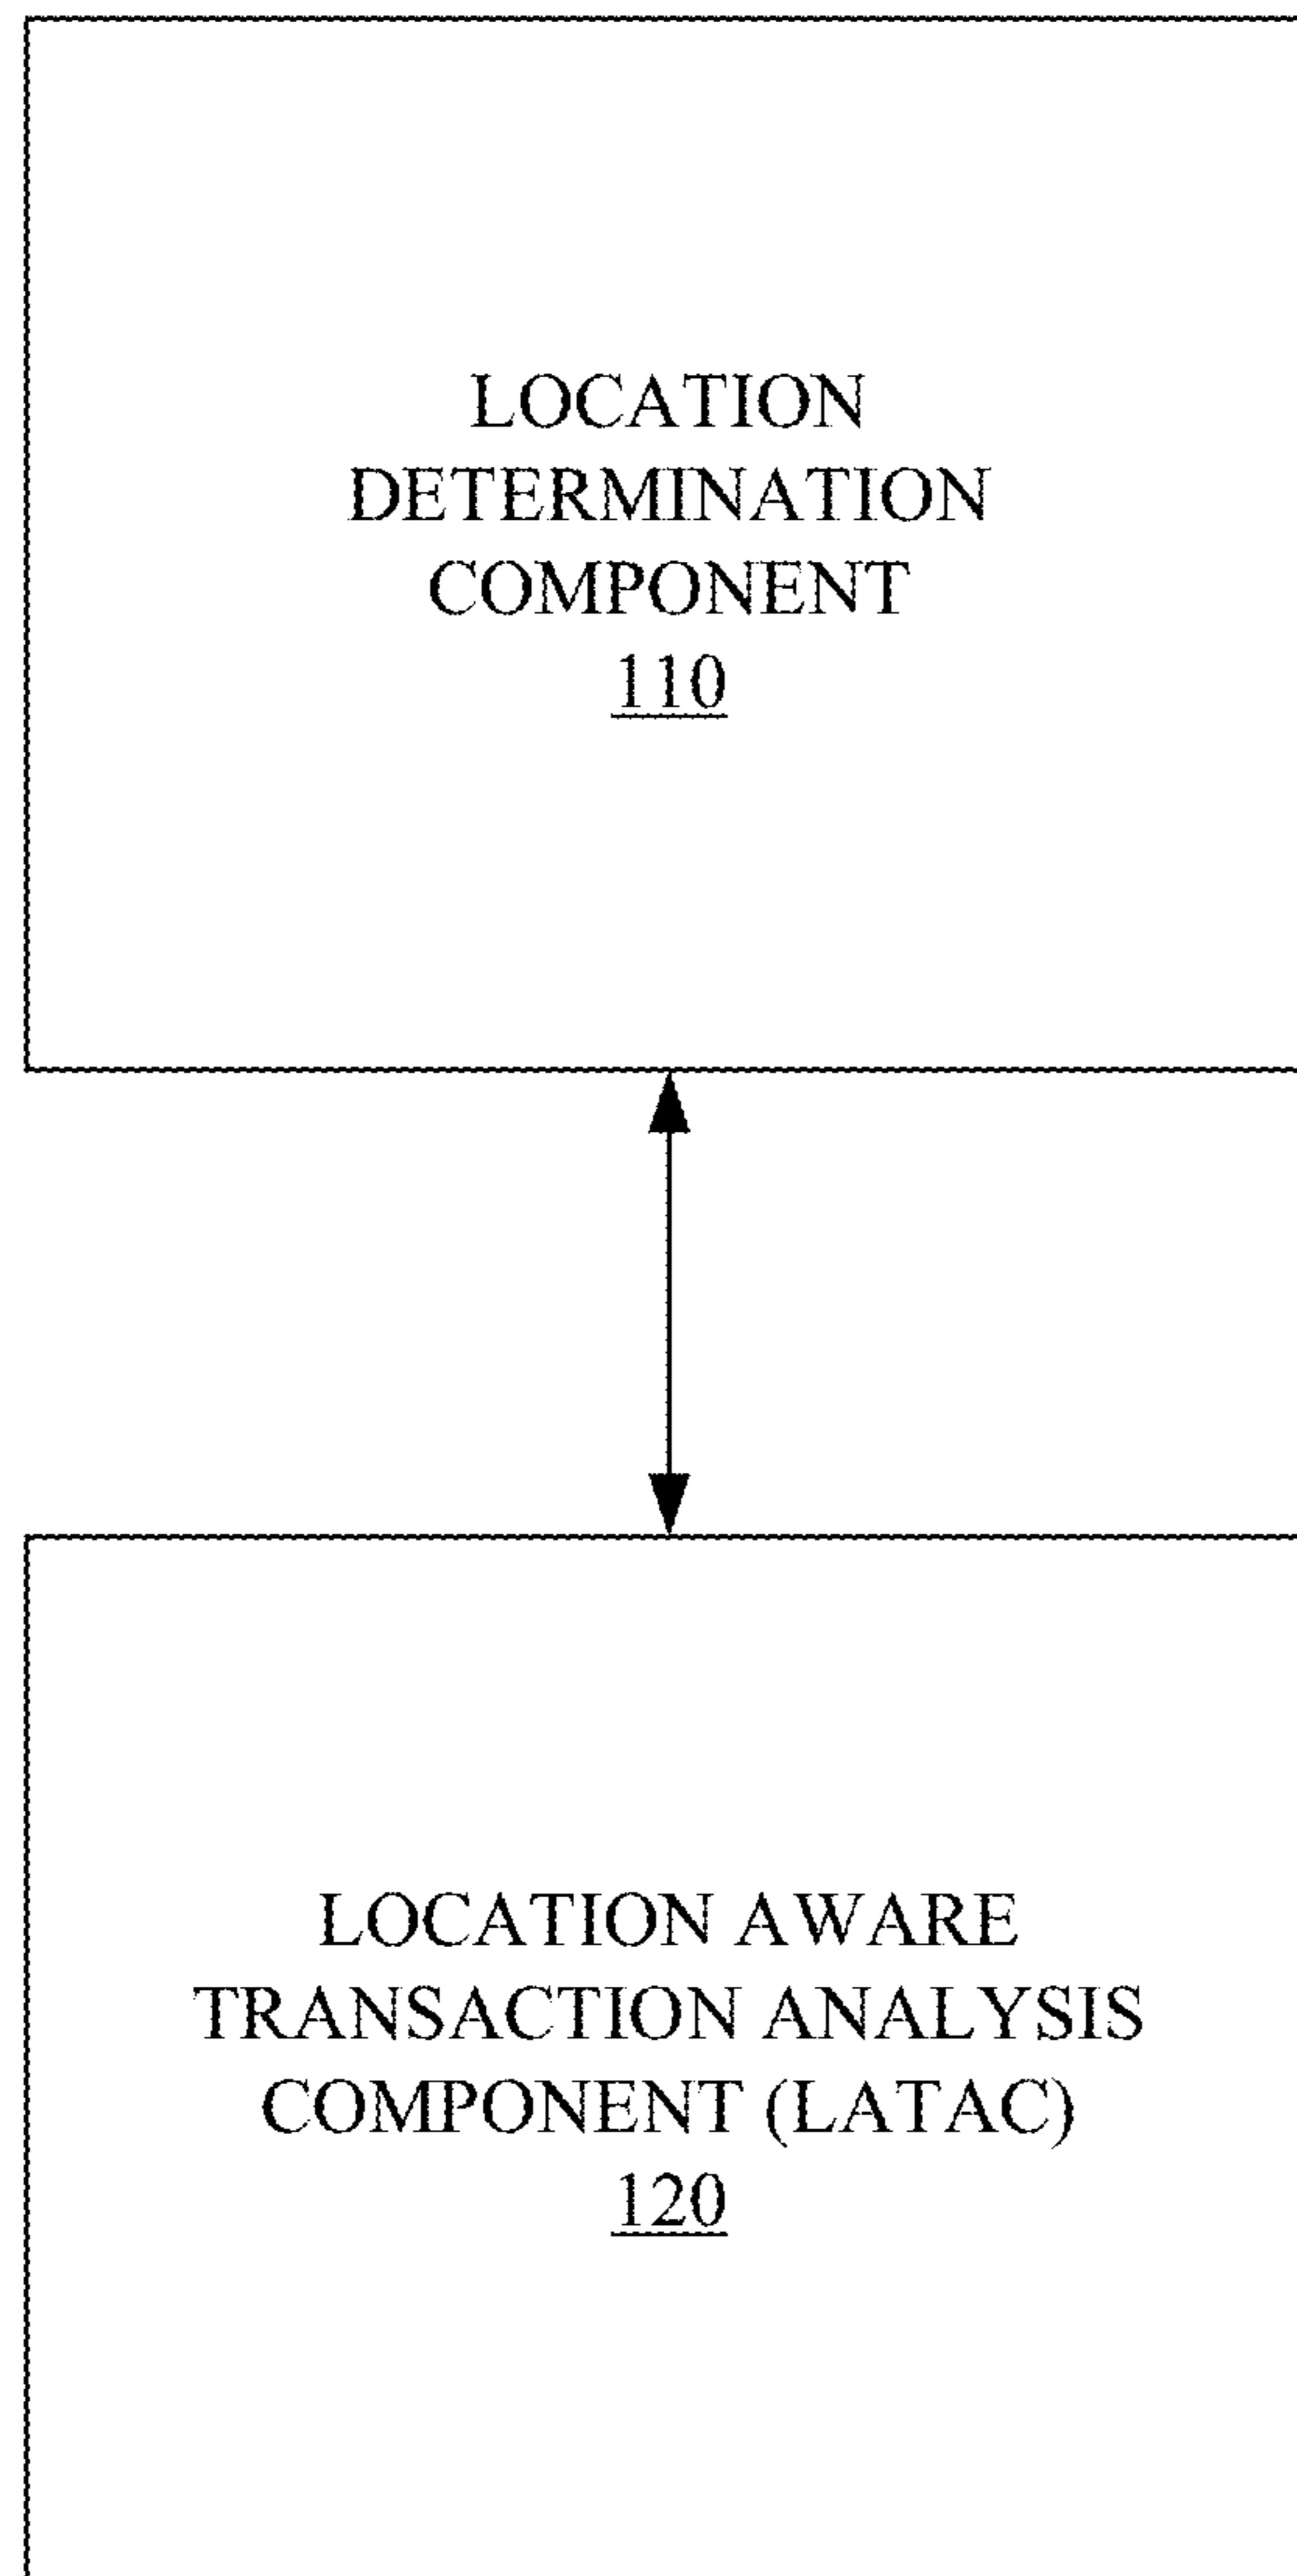 LOCATION
DETERMINATION
COMPONENT
110
LOCATION AWARE
TRANSACTION ANALYSIS
COMPONENT (LATAC)
120